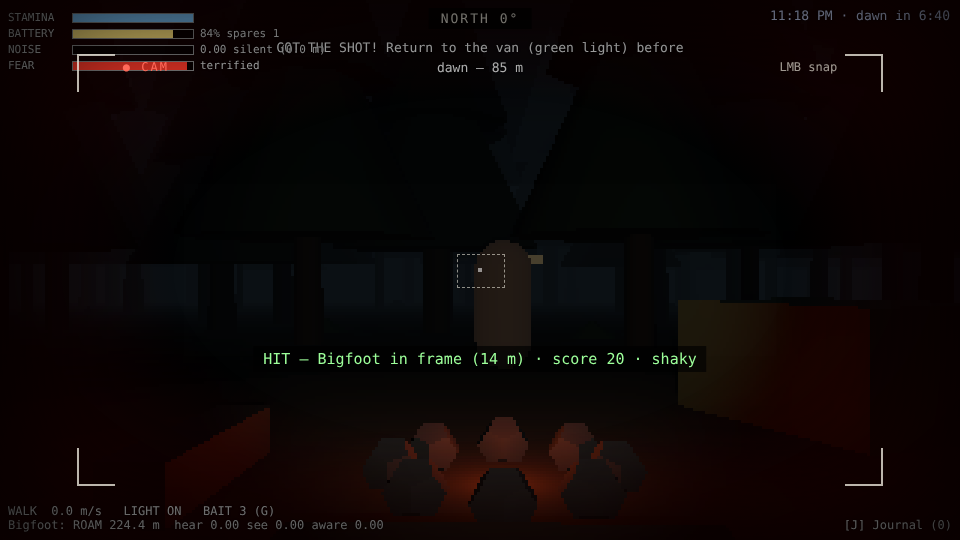 STAMINA
BATTERY 84% spares 1
NOISE 0.00 silent (0.0 m)
FEAR terrified
NORTH 0°
11:18 PM · dawn in 6:40
GOT THE SHOT! Return to the van (green light) before
dawn — 85 m
● CAM
LMB snap
HIT — Bigfoot in frame (14 m) · score 20 · shaky
WALK 0.0 m/s LIGHT ON BAIT 3 (G)
Bigfoot: ROAM 224.4 m hear 0.00 see 0.00 aware 0.00
[J] Journal (0)